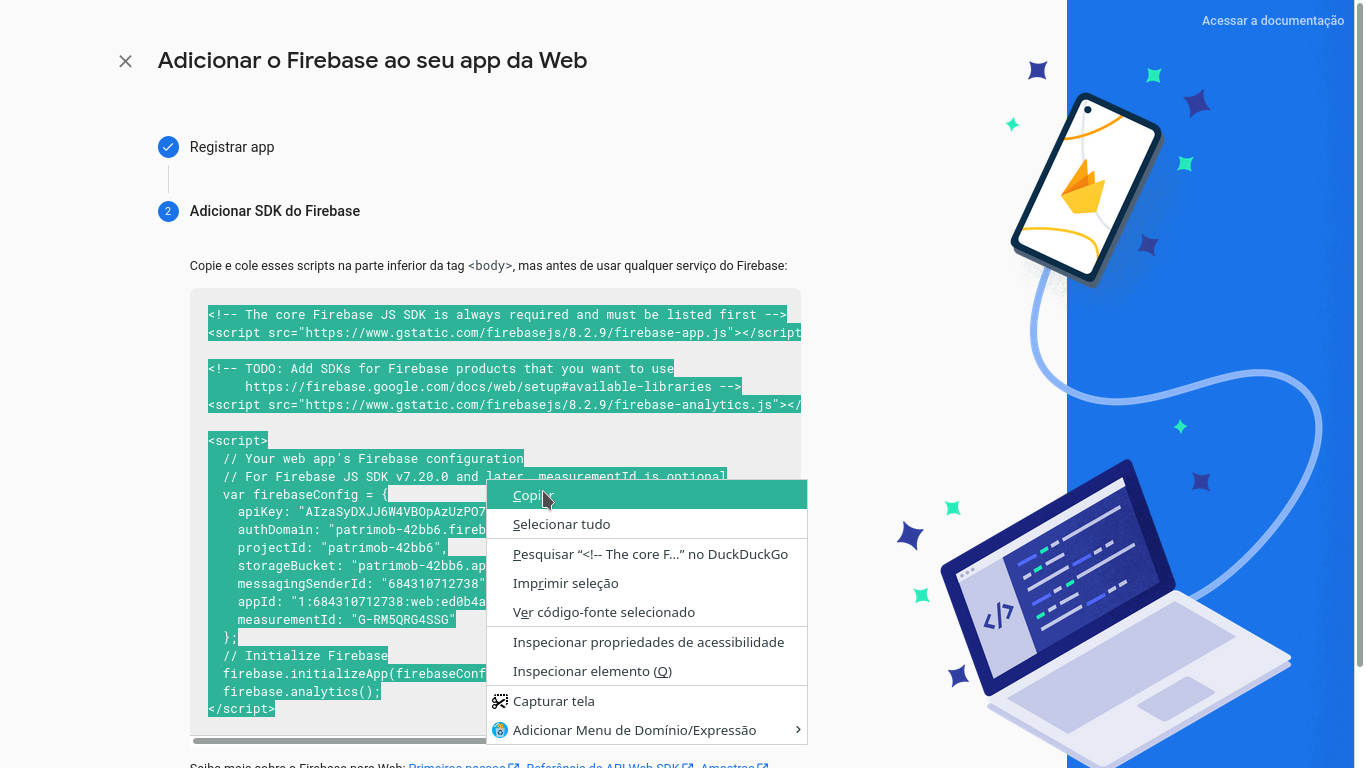 Acessar a documentação
Adicionar o Firebase ao seu app da Web
Registrar app
2
Adicionar SDK do Firebase
Copie e cole esses scripts na parte inferior da tag <body>, mas antes de usar qualquer serviço do Firebase:
<!-- The core Firebase JS SDK is always required and must be listed first -->
<script src="https://www.gstatic.com/firebasejs/8.2.9/firebase-app.js"></script
<!-- TODO: Add SDKs for Firebase products that you want to use
https://firebase.google.com/docs/web/setup#available-libraries -->
<script src="https://www.gstatic.com/firebasejs/8.2.9/firebase-analytics.js"></
<script>
// Your web app's Firebase configuration
// For Firebase JS SDK v7.20.0 and later, measurementId is optional
var firebaseConfig = {
apiKey: "AIzaSyDXJJ6W4VBOpAzUzPO7
authDomain: "patrimob-42bb6.fireb
projectId: "patrimob-42bb6",
storageBucket: "patrimob-42bb6.ap
messagingSenderId: "684310712738"
appId: "1:684310712738:web:ed0b4a
measurementId: "G-RM5QRG4SSG"
};
// Initialize Firebase
firebase.initializeApp(firebaseConf
firebase.analytics();
</script>
Copiar
Selecionar tudo
Pesquisar “<!-- The core F...” no DuckDuckGo
Imprimir seleção
Ver código-fonte selecionado
Inspecionar propriedades de acessibilidade
Inspecionar elemento (Q)
Capturar tela
Adicionar Menu de Domínio/Expressão
</>
Saiba mais sobre o Firebase para Web: Primeiros passos, Referência da API Web SDK, Amostras